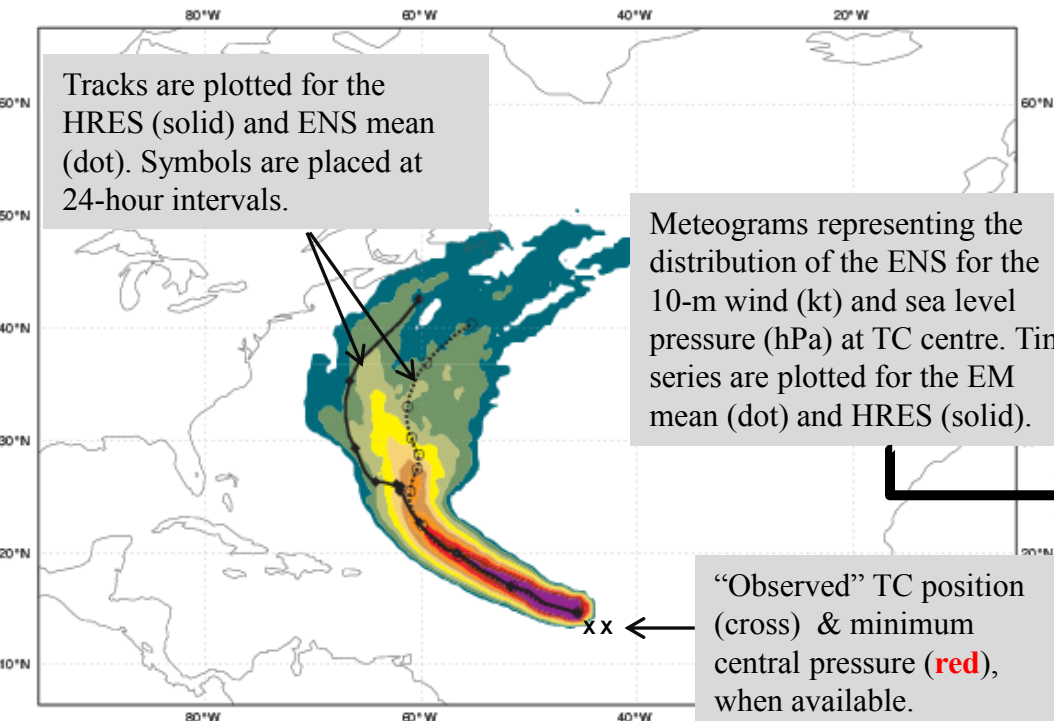 80°W 60°W 40°W 20°W
Tracks are plotted for the
HRES (solid) and ENS mean
(dot). Symbols are placed at
24-hour intervals.
60°N
50°N
40°N
30°N
20°N
10°N
60°N
Meteograms representing the
distribution of the ENS for the
10-m wind (kt) and sea level
pressure (hPa) at TC centre.
series are plotted for the EM
mean (dot) and HRES (solid).
20°N
x x
“Observed” TC position
(cross) & minimum
central pressure (red),
when available.
80°W 60°W 40°W